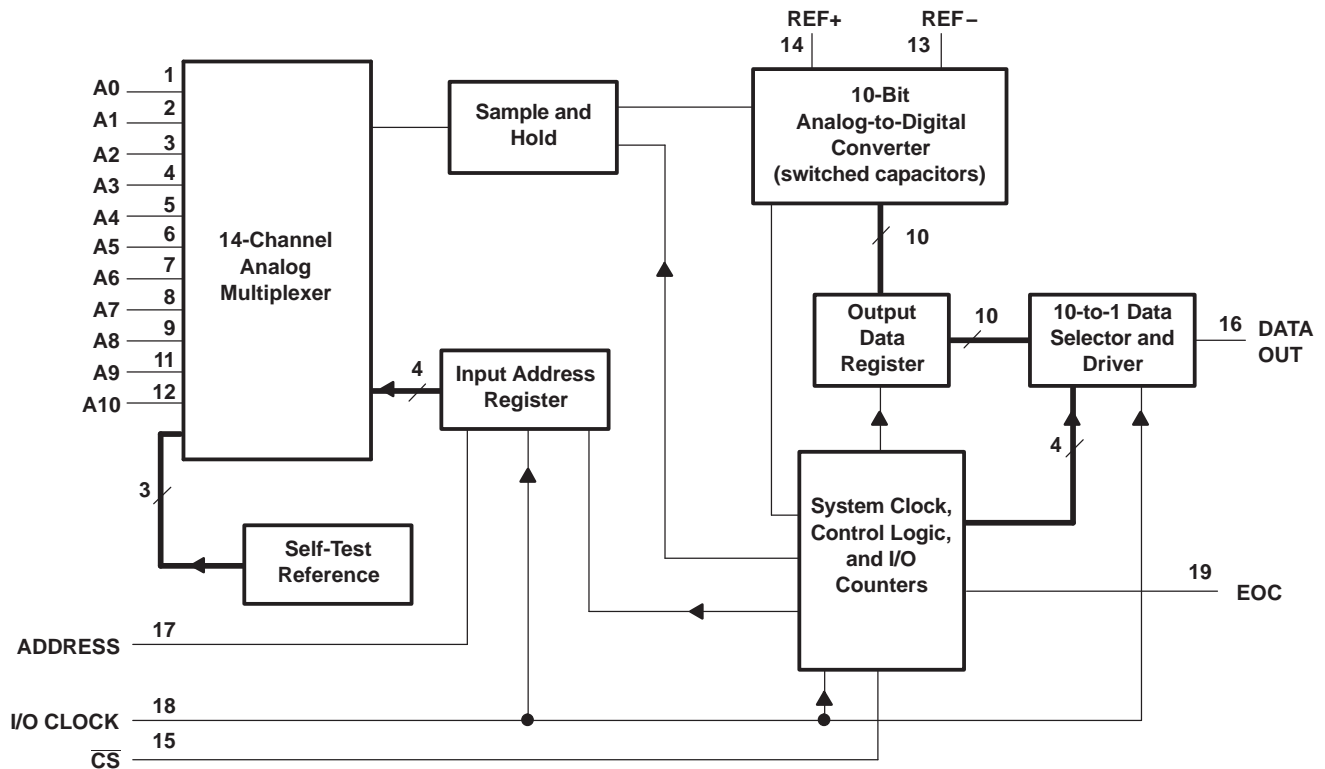 REF+
REF–
14
13
1
A0
2
A1
3
A2
4
A3
5
A4
6
A5
7
A6
8
A7
9
A8
11
A9
12
A10
14-Channel
Analog
Multiplexer
Sample and
Hold
10-Bit
Analog-to-Digital
Converter
(switched capacitors)
10
Output
Data
Register
10
10-to-1 Data
Selector and
Driver
16
DATA
OUT
4
Input Address
Register
4
3
Self-Test
Reference
System Clock,
Control Logic,
and I/O
Counters
19
EOC
17
ADDRESS
18
I/O CLOCK
15
CS